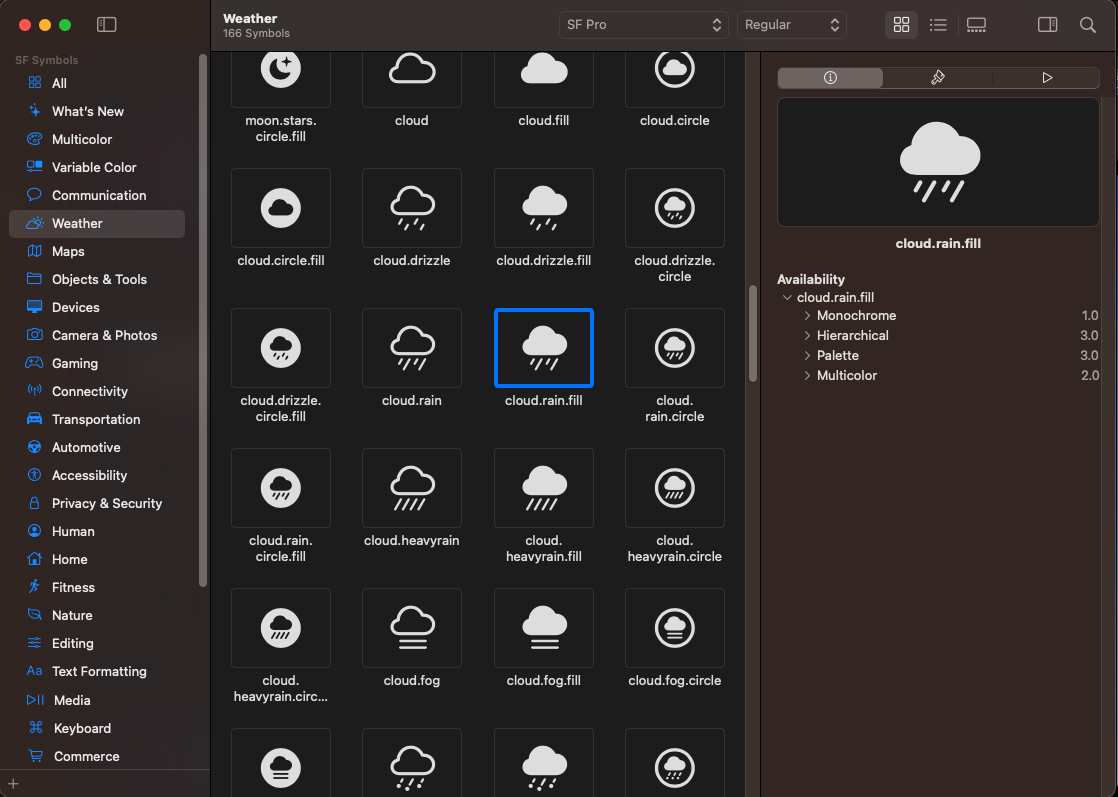 Weather
166 Symbols
SF Pro
Regular
SF Symbols
All
What's New
Multicolor
Variable Color
Communication
Weather
Maps
Objects & Tools
Devices
Camera & Photos
Gaming
Connectivity
Transportation
Automotive
Accessibility
Privacy & Security
Human
Home
Fitness
Nature
Editing
Aa Text Formatting
Media
Keyboard
Commerce
moon.stars.
circle.fill
cloud
cloud.fill
cloud.circle
cloud.circle.fill
cloud.drizzle
cloud.drizzle.fill
cloud.drizzle.
circle
cloud.drizzle.
circle.fill
cloud.rain
cloud.rain.fill
cloud.
rain.circle
cloud.rain.
circle.fill
cloud.heavyrain
cloud.
heavyrain.fill
cloud.
heavyrain.circle
cloud.
heavyrain.circ...
cloud.fog
cloud.fog.fill
cloud.fog.circle
cloud.rain.fill
Availability
cloud.rain.fill
Monochrome 1.0
Hierarchical 3.0
Palette 3.0
Multicolor 2.0